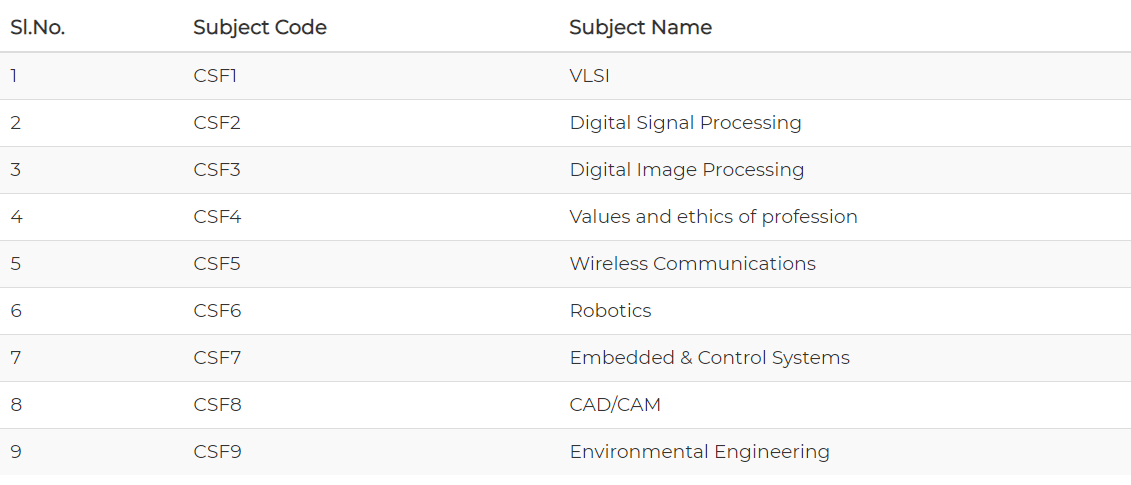 Sl.No. Subject Code Subject Name
1 CSF1 VLSI
2 CSF2 Digital Signal Processing
3 CSF3 Digital Image Processing
4 CSF4 Values and ethics of profession
5 CSF5 Wireless Communications
6 CSF6 Robotics
7 CSF7 Embedded & Control Systems
8 CSF8 CAD/CAM
9 CSF9 Environmental Engineering